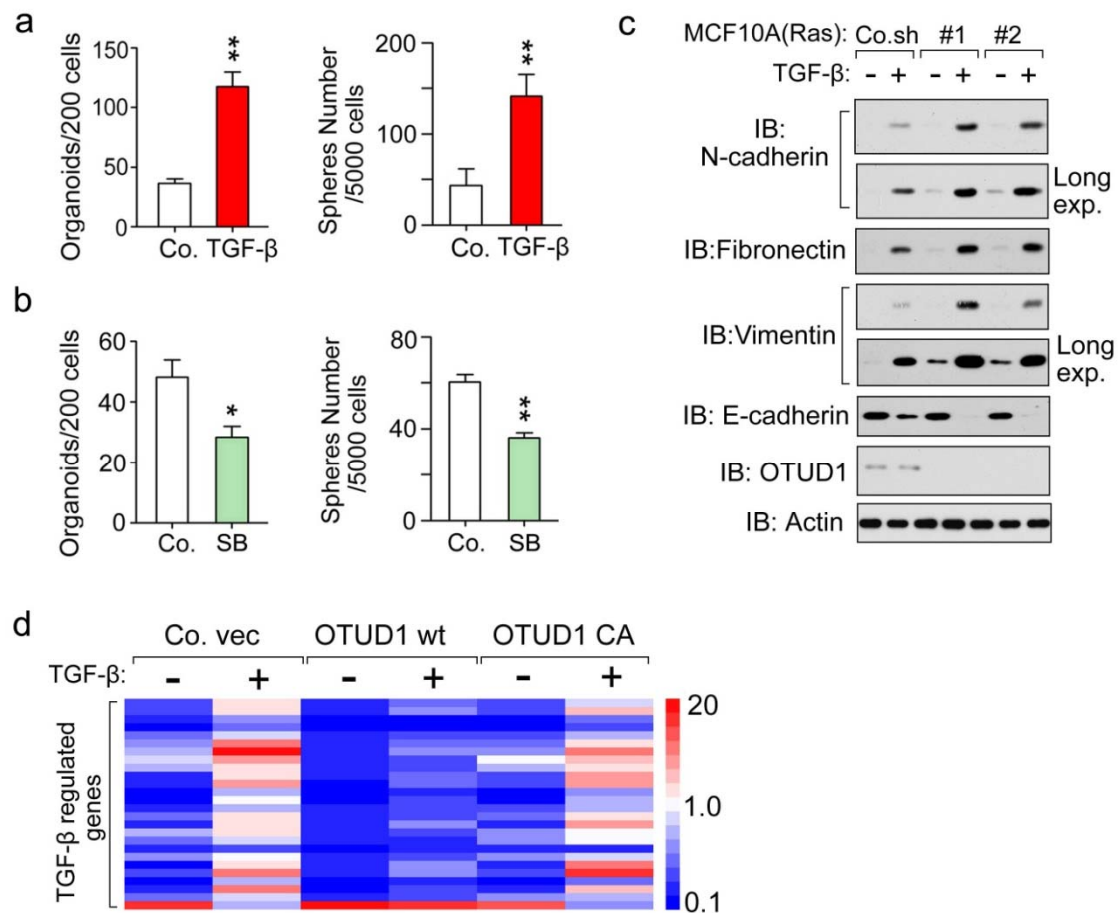 a
Organoids/200 cells
150
100
50
0
**
Co. TGF-β
Spheres Number
/5000 cells
200
100
0
**
Co. TGF-β
b
Organoids/200 cells
60
40
20
0
*
Co. SB
Spheres Number
/5000 cells
80
40
0
**
Co. SB
c
MCF10A(Ras): Co.sh #1 #2
TGF-β: - + - + - +
IB:
N-cadherin
Long
exp.
IB:Fibronectin
IB:Vimentin
Long
exp.
IB: E-cadherin
IB: OTUD1
IB: Actin
d
Co. vec OTUD1 wt OTUD1 CA
TGF-β: - + - + - +
TGF-β regulated
genes
20
1.0
0.1